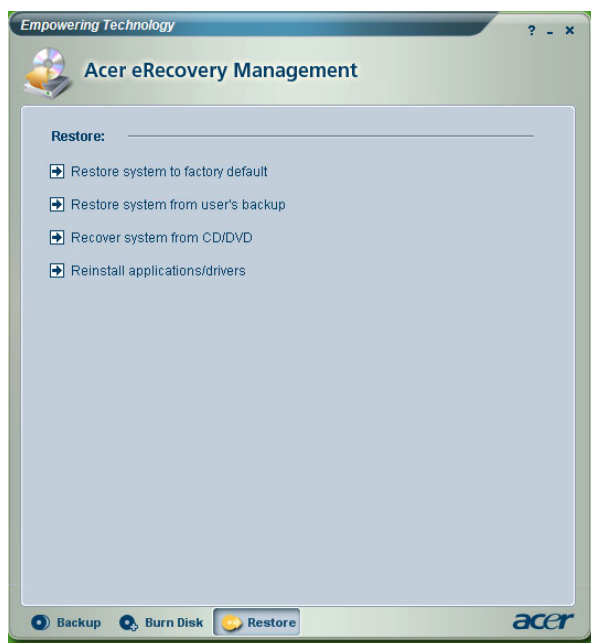 Empowering Technology
? - x
Acer eRecovery Management
Restore:
Restore system to factory default
Restore system from user's backup
Recover system from CD/DVD
Reinstall applications/drivers
Backup Burn Disk Restore acer